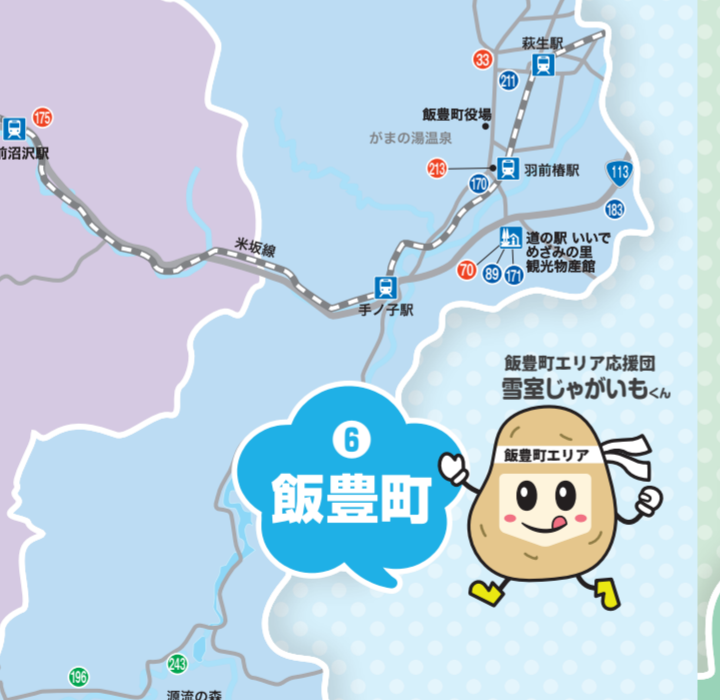 萩生駅
33
211
飯豊町役場
がまの湯温泉
175
前沼沢駅
213
羽前椿駅
170
113
183
道の駅 いいで
めざみの里
観光物産館
70
89
171
米坂線
手ノ子駅
飯豊町エリア応援団
雪室じゃがいもくん
飯豊町エリア
6
飯豊町
243
196
源流の森